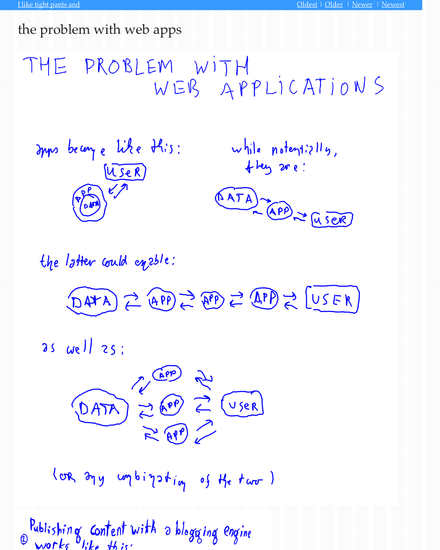 I like tight pants and
Oldest | Older | Newer | Newest
the problem with web apps
THE PROBLEM WiTH
WEB APPLiCATiONS
apps become like this:
while potentially,
they are:
USeR
APP
DATA
DATA
APP
USeR
the latter could enable:
DATA
APP
APP
APP
USER
as well as:
APP
DATA
APP
USeR
APP
(or any combination of the two)
Publishing content with a blogging engine
① works like this: